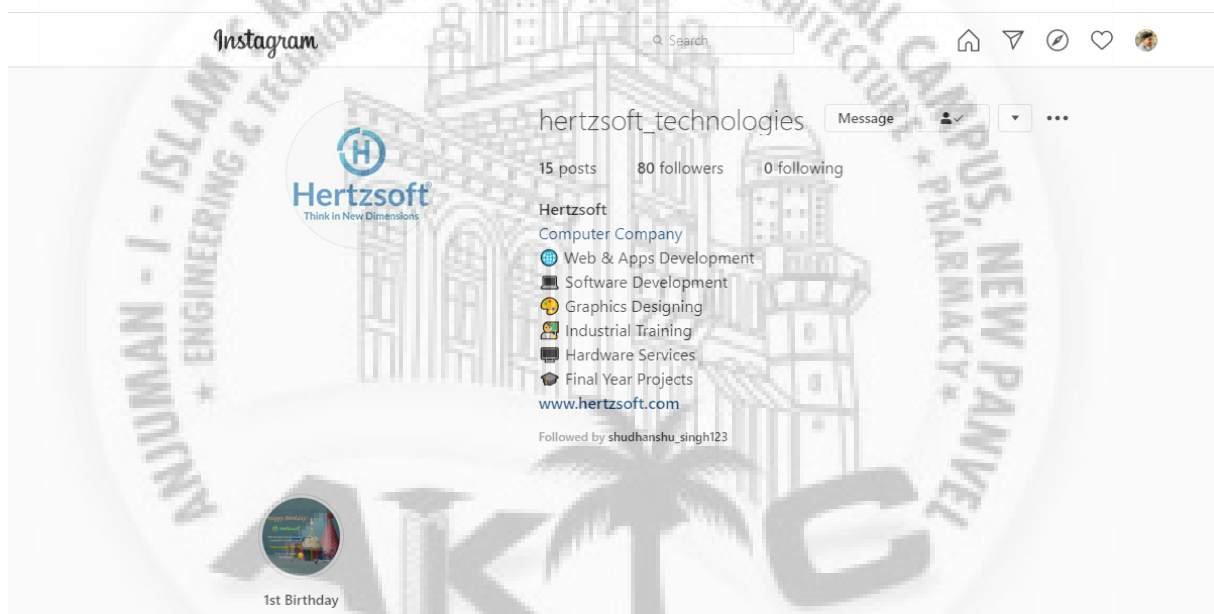 Instagram
Search
hertzsoft_technologies
Message
15 posts 80 followers 0 following
H
Hertzsoft
Think in New Dimensions
Hertzsoft
Computer Company
Web & Apps Development
Software Development
Graphics Designing
Industrial Training
Hardware Services
Final Year Projects
www.hertzsoft.com
Followed by shudhanshu_singh123
1st Birthday
ANJUMAN - I - ISLAM
CAMPUS, NEW PANVEL
ENGINEERING &
PHARMACY
AKTC